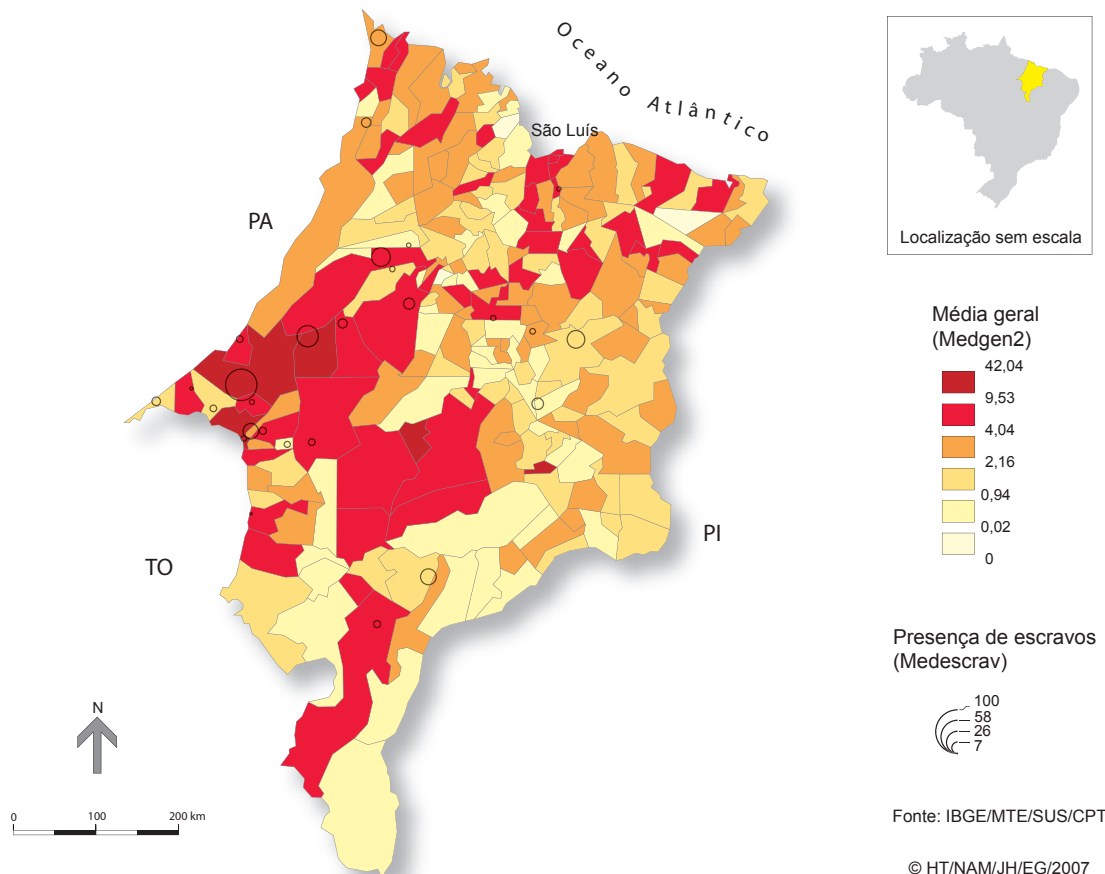 Oceano Atlântico
São Luís
PA
TO
PI
N
0 100 200 km
Localização sem escala
Média geral
(Medgen2)
42,04
9,53
4,04
2,16
0,94
0,02
0
Presença de escravos
(Medescrav)
100
58
26
7
Fonte: IBGE/MTE/SUS/CPT
© HT/NAM/JH/EG/2007